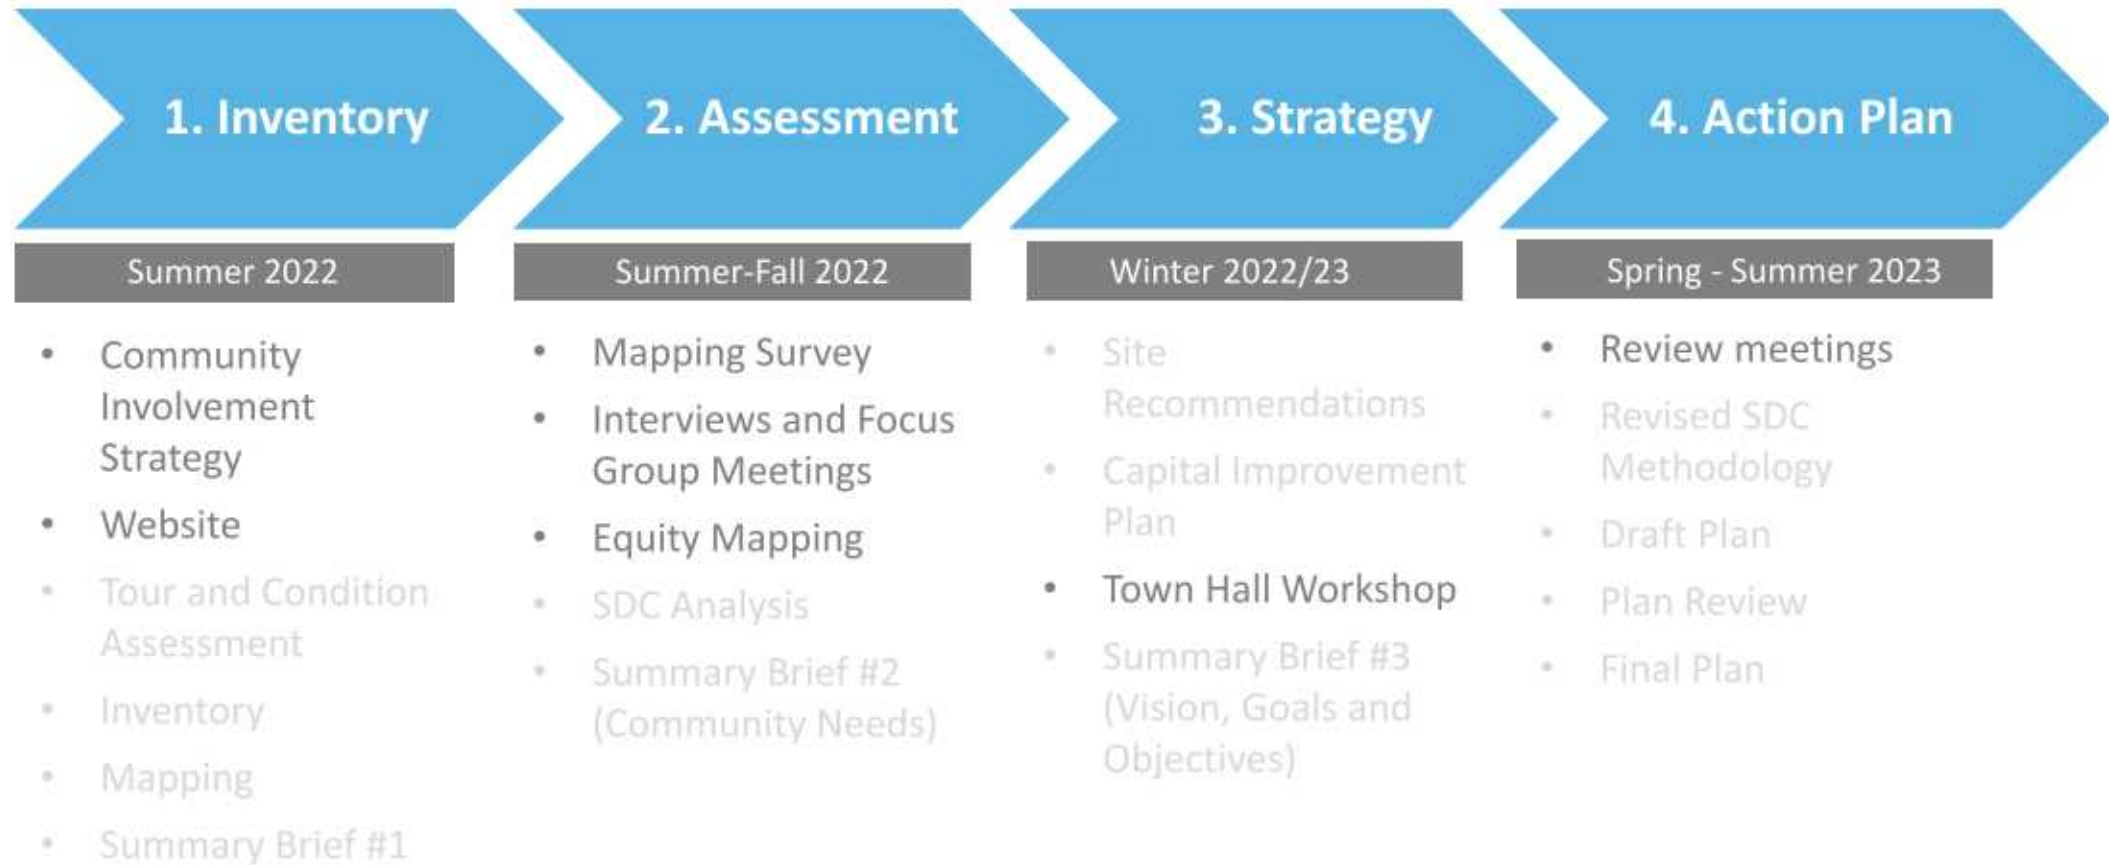 1. Inventory
Summer 2022
• Community
Involvement
Strategy
• Website
• Tour and Condition
Assessment
• Inventory
• Mapping
• Summary Brief #1
2. Assessment
Summer-Fall 2022
• Mapping Survey
• Interviews and Focus
Group Meetings
• Equity Mapping
• SDC Analysis
• Summary Brief #2
(Community Needs)
3. Strategy
Winter 2022/23
• Site
Recommendations
• Capital Improvement
Plan
• Town Hall Workshop
• Summary Brief #3
(Vision, Goals and
Objectives)
4. Action Plan
Spring - Summer 2023
• Review meetings
• Revised SDC
Methodology
• Draft Plan
• Plan Review
• Final Plan